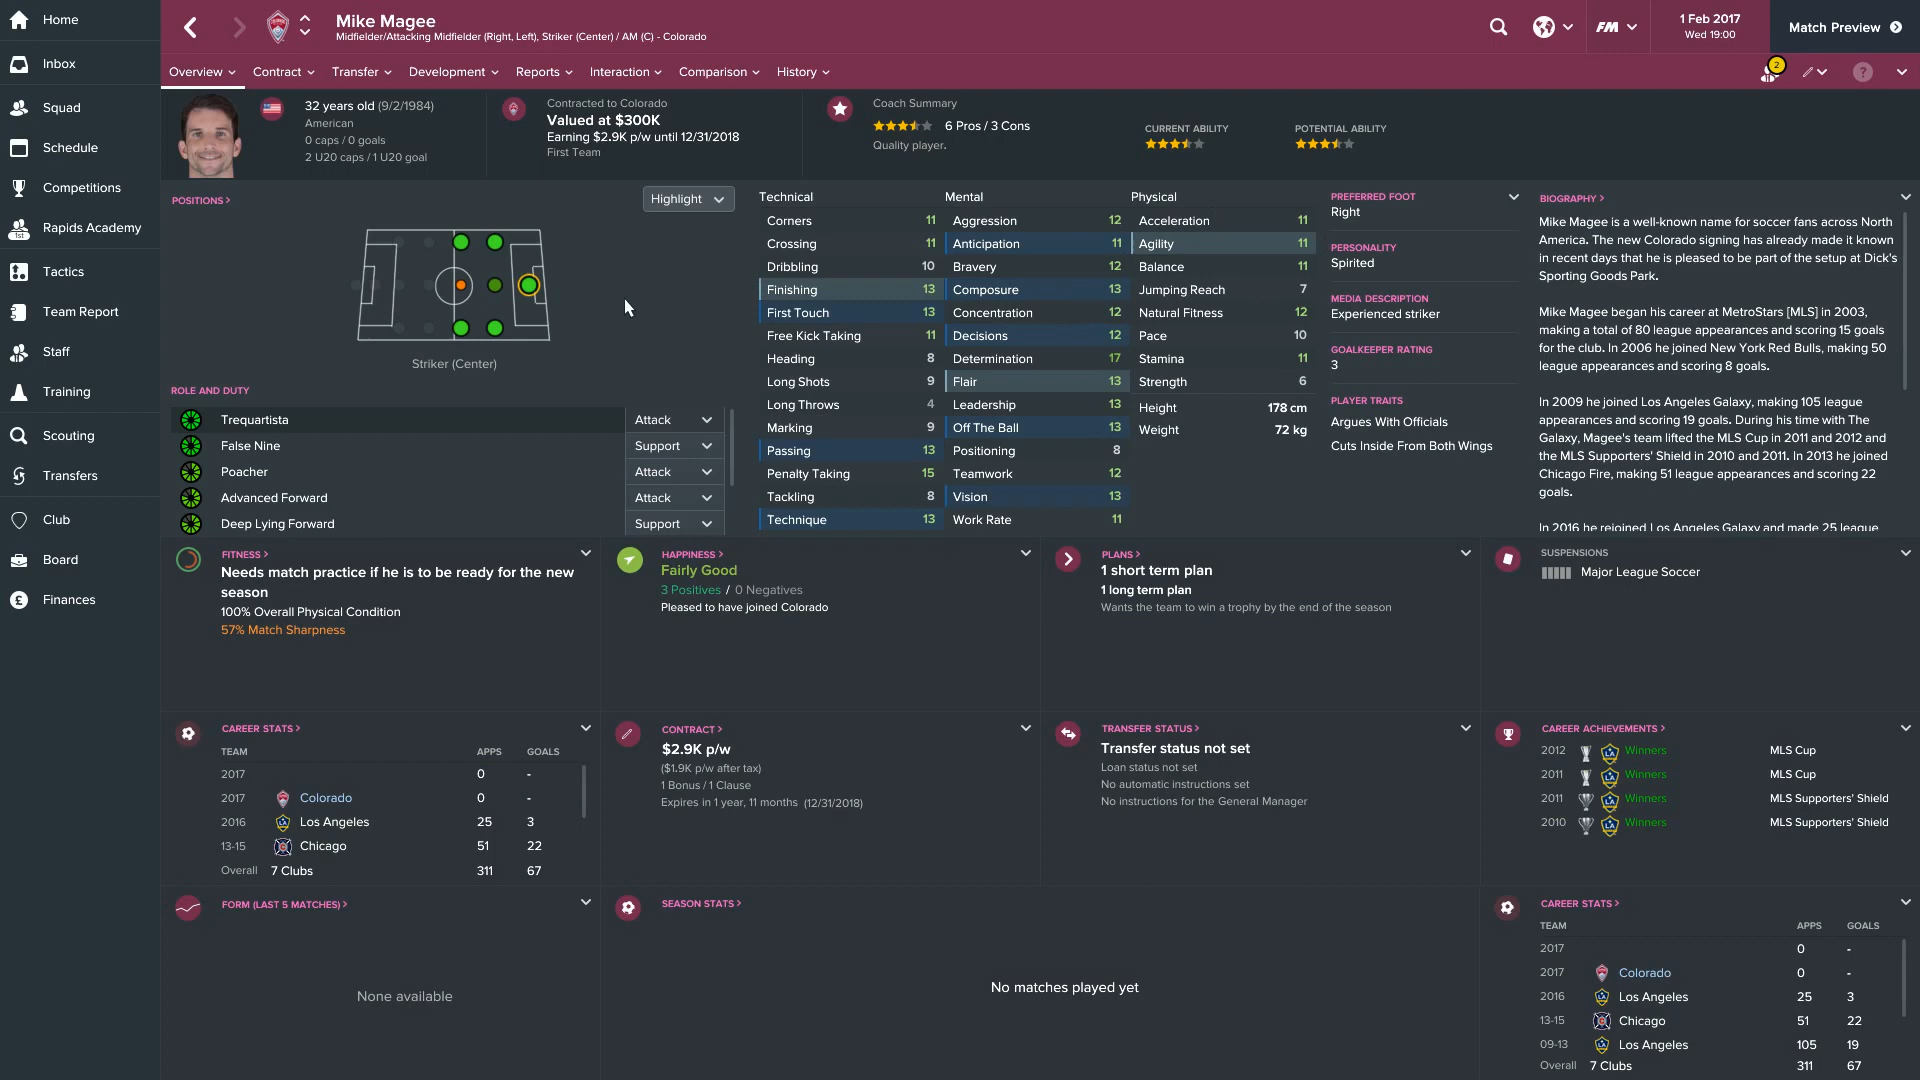 Home
Inbox
Squad
Schedule
Competitions
1st
Rapids Academy
Tactics
Team Report
Staff
Training
Scouting
Transfers
Club
Board
Finances
Mike Magee
Midfielder/Attacking Midfielder (Right, Left), Striker (Center) / AM (C) - Colorado
FM
1 Feb 2017
Wed 19:00
Match Preview
Overview
Contract
Transfer
Development
Reports
Interaction
Comparison
History
2
?
32 years old (9/2/1984)
American
0 caps / 0 goals
2 U20 caps / 1 U20 goal
Contracted to Colorado
Valued at $300K
Earning $2.9K p/w until 12/31/2018
First Team
Coach Summary
6 Pros / 3 Cons
Quality player.
CURRENT ABILITY
POTENTIAL ABILITY
POSITIONS >
Highlight
Striker (Center)
ROLE AND DUTY
Trequartista Attack
False Nine Support
Poacher Attack
Advanced Forward Attack
Deep Lying Forward Support
Technical
Corners 11
Crossing 11
Dribbling 10
Finishing 13
First Touch 13
Free Kick Taking 11
Heading 8
Long Shots 9
Long Throws 4
Marking 9
Passing 13
Penalty Taking 15
Tackling 8
Technique 13
Mental
Aggression 12
Anticipation 11
Bravery 12
Composure 13
Concentration 12
Decisions 12
Determination 17
Flair 13
Leadership 13
Off The Ball 13
Positioning 8
Teamwork 12
Vision 13
Work Rate 11
Physical
Acceleration 11
Agility 11
Balance 11
Jumping Reach 7
Natural Fitness 12
Pace 10
Stamina 11
Strength 6
Height 178 cm
Weight 72 kg
PREFERRED FOOT
Right
PERSONALITY
Spirited
MEDIA DESCRIPTION
Experienced striker
GOALKEEPER RATING
3
PLAYER TRAITS
Argues With Officials
Cuts Inside From Both Wings
BIOGRAPHY >
Mike Magee is a well-known name for soccer fans across North
America. The new Colorado signing has already made it known
in recent days that he is pleased to be part of the setup at Dick's
Sporting Goods Park.
Mike Magee began his career at MetroStars [MLS] in 2003,
making a total of 80 league appearances and scoring 15 goals
for the club. In 2006 he joined New York Red Bulls, making 50
league appearances and scoring 8 goals.
In 2009 he joined Los Angeles Galaxy, making 105 league
appearances and scoring 19 goals. During his time with The
Galaxy, Magee's team lifted the MLS Cup in 2011 and 2012 and
the MLS Supporters' Shield in 2010 and 2011. In 2013 he joined
Chicago Fire, making 51 league appearances and scoring 22
goals.
In 2016 he rejoined Los Angeles Galaxy and made 25 league
FITNESS >
Needs match practice if he is to be ready for the new
season
100% Overall Physical Condition
57% Match Sharpness
HAPPINESS >
Fairly Good
3 Positives / 0 Negatives
Pleased to have joined Colorado
PLANS >
1 short term plan
1 long term plan
Wants the team to win a trophy by the end of the season
SUSPENSIONS
Major League Soccer
CAREER STATS >
TEAM APPS GOALS
2017 0 -
2017 Colorado 0 -
2016 Los Angeles 25 3
13-15 Chicago 51 22
Overall 7 Clubs 311 67
CONTRACT >
$2.9K p/w
($1.9K p/w after tax)
1 Bonus / 1 Clause
Expires in 1 year, 11 months (12/31/2018)
TRANSFER STATUS >
Transfer status not set
Loan status not set
No automatic instructions set
No instructions for the General Manager
CAREER ACHIEVEMENTS >
2012 Winners MLS Cup
2011 Winners MLS Cup
2011 Winners MLS Supporters' Shield
2010 Winners MLS Supporters' Shield
FORM (LAST 5 MATCHES) >
None available
SEASON STATS >
No matches played yet
CAREER STATS >
TEAM APPS GOALS
2017 0 -
2017 Colorado 0 -
2016 Los Angeles 25 3
13-15 Chicago 51 22
09-13 Los Angeles 105 19
Overall 7 Clubs 311 67